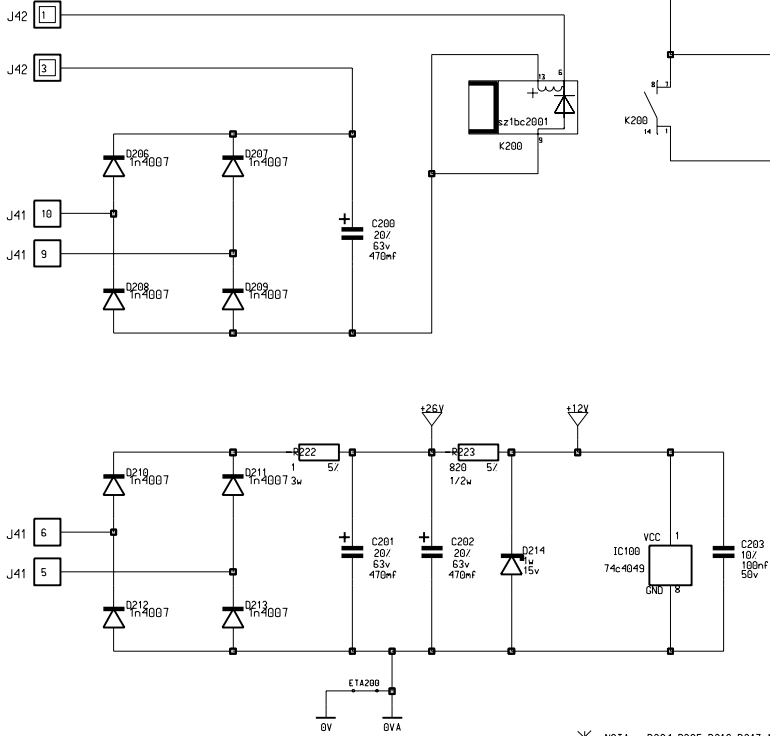 J42 1
J42 3
13 6
8 7
sz1bc2001
K200
14 1
K200
9
D206
1n4007
D207
1n4007
J41 10
J41 9
C200
20%
63v
470mf
D208
1n4007
D209
1n4007
+26V
+12V
R222
1 5%
3w
R223
820 5%
1/2w
D210
1n4007
D211
1n4007
J41 6
J41 5
C201
20%
63v
470mf
C202
20%
63v
470mf
D214
1w
15v
VCC 1
IC100
74c4049
GND 8
C203
10%
100nf
50v
D212
1n4007
D213
1n4007
ETA200
0V
0VA